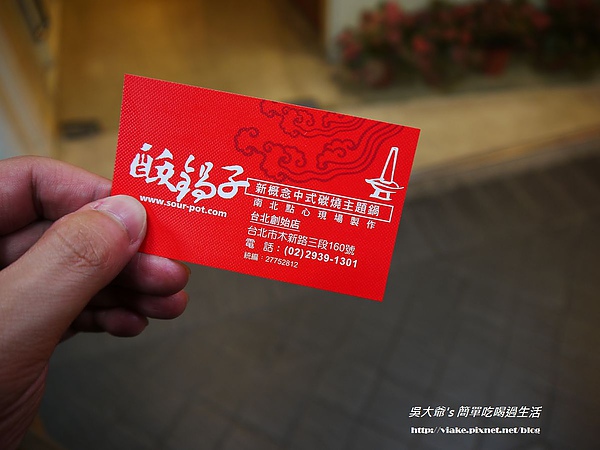 酸鍋子
www.sour-pot.com
新概念中式碳燒主題鍋
南北點心現場製作
台北創始店
台北市木新路三段160號
電話：(02)2939-1301
統編：27752812
吳大爺's 簡單吃喝過生活
http://viake.pixnet.net/blog